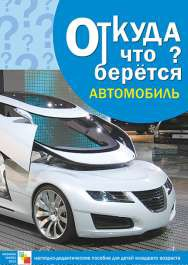 ОТКУДА
ЧТО ?
берётся
АВТОМОБИЛЬ
наглядно-дидактическое пособие для детей младшего возраста